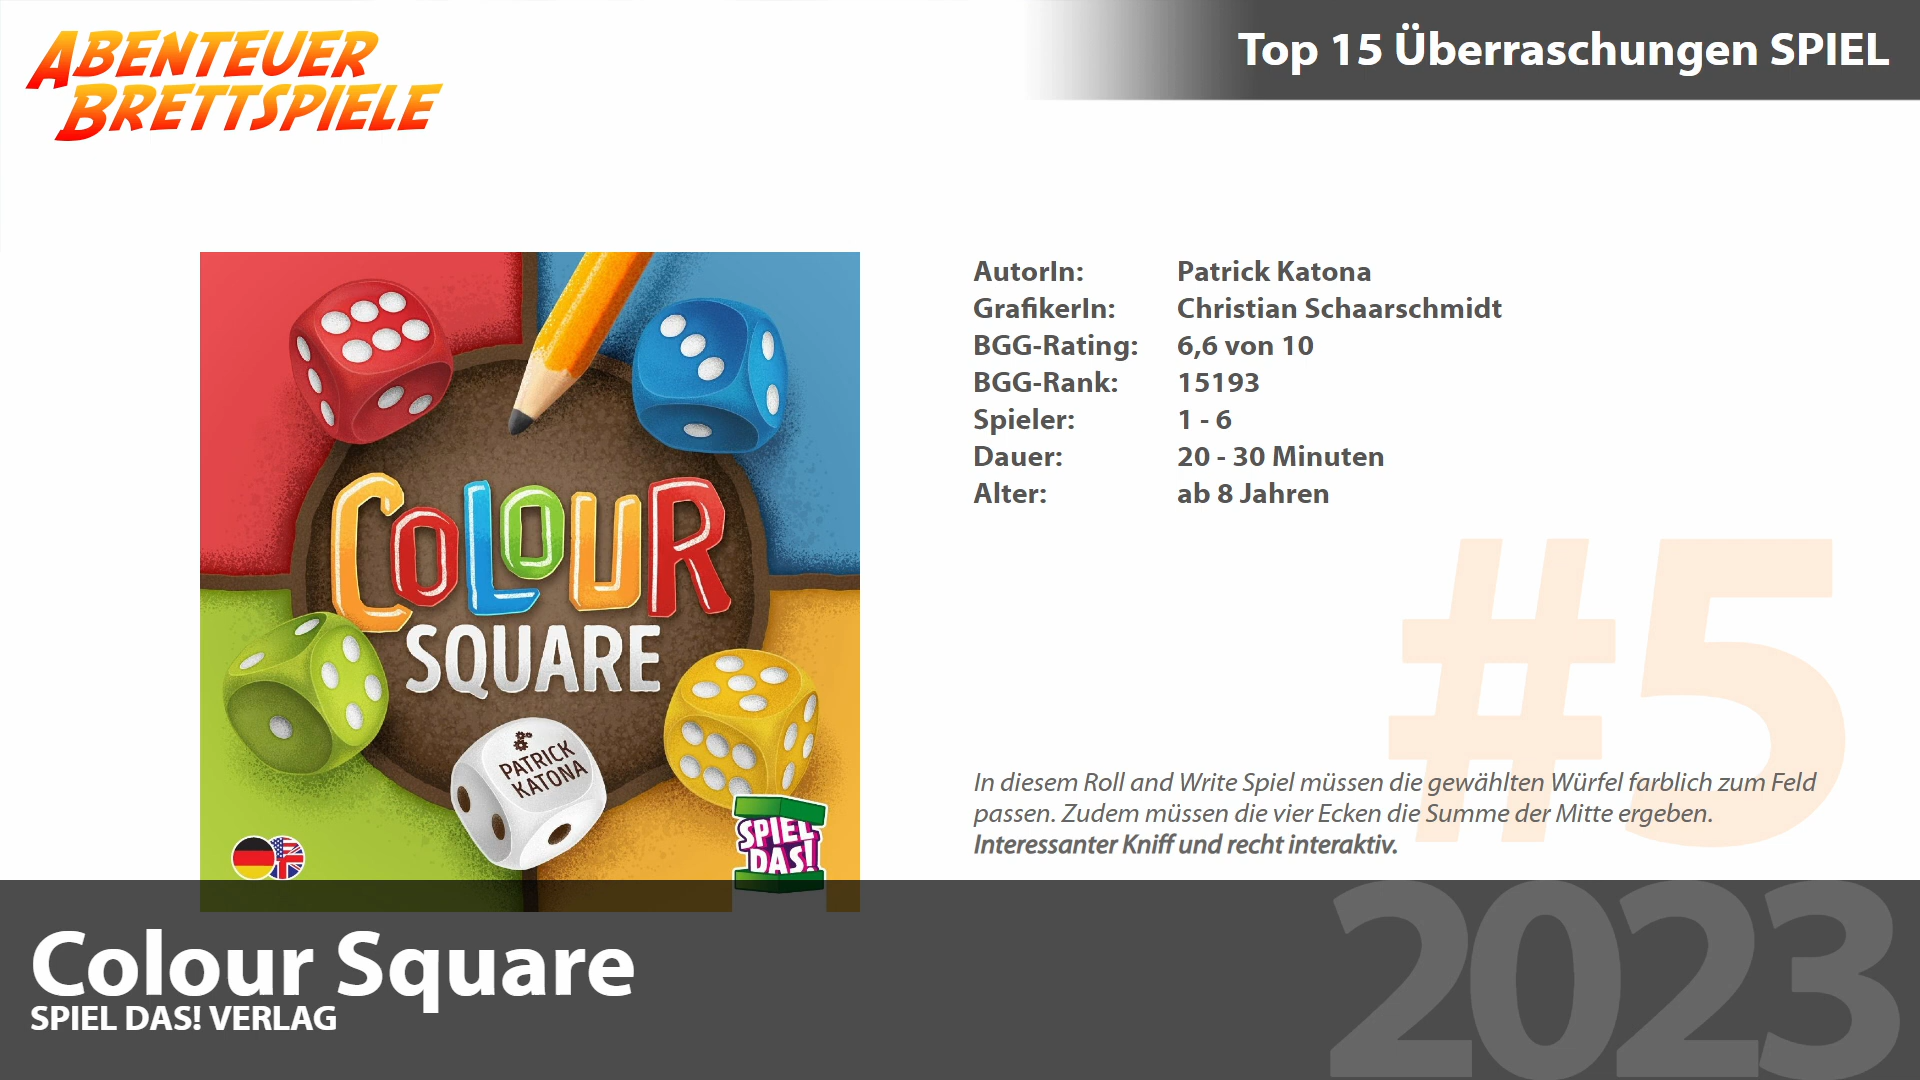 ABENTEUER
BRETTSPIELE
Top 15 Überraschungen SPIEL
COLOUR
SQUARE
PATRICK
KATONA
SPIEL
DAS!
AutorIn: Patrick Katona
GrafikerIn: Christian Schaarschmidt
BGG-Rating: 6,6 von 10
BGG-Rank: 15193
Spieler: 1 - 6
Dauer: 20 - 30 Minuten
Alter: ab 8 Jahren
#5
In diesem Roll and Write Spiel müssen die gewählten Würfel farblich zum Feld
passen. Zudem müssen die vier Ecken die Summe der Mitte ergeben.
Interessanter Kniff und recht interaktiv.
Colour Square
SPIEL DAS! VERLAG
2023